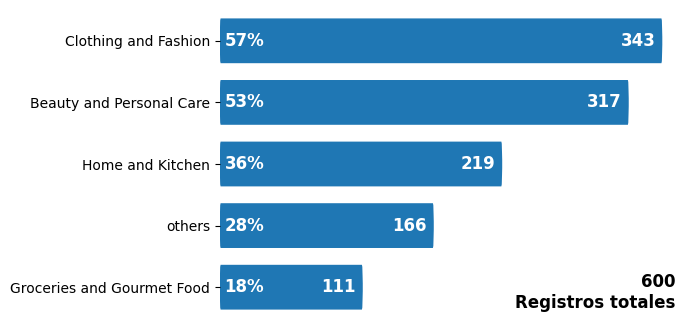 Clothing and Fashion 57% 343
Beauty and Personal Care 53% 317
Home and Kitchen 36% 219
others 28% 166
Groceries and Gourmet Food 18% 111
600
Registros totales